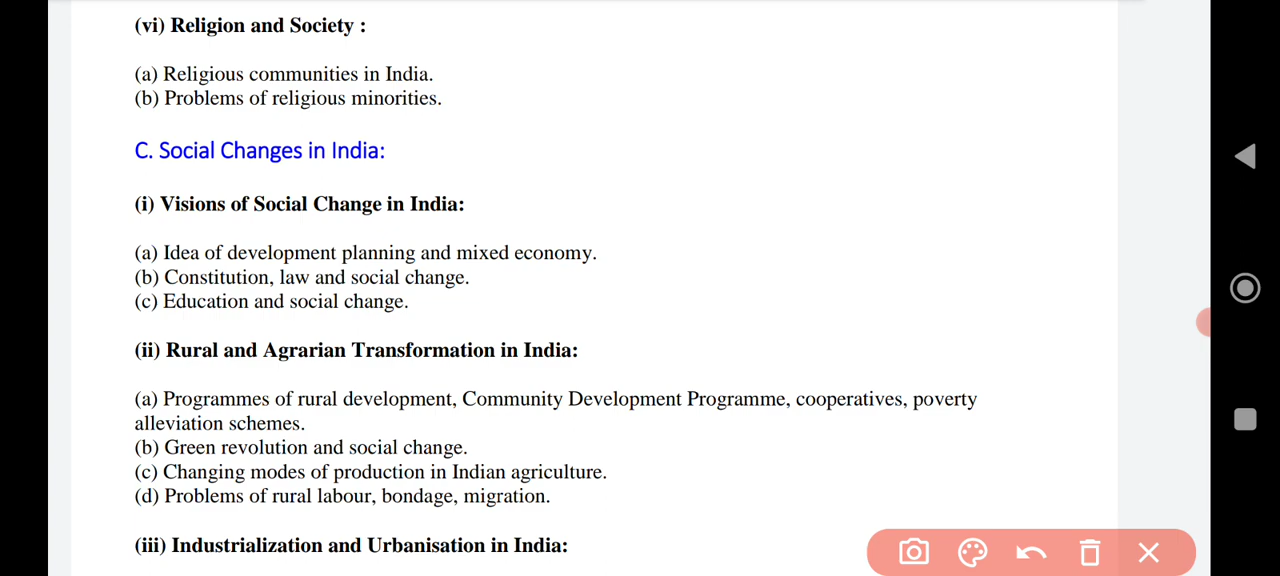 (vi) Religion and Society :
(a) Religious communities in India.
(b) Problems of religious minorities.
C. Social Changes in India:
(i) Visions of Social Change in India:
(a) Idea of development planning and mixed economy.
(b) Constitution, law and social change.
(c) Education and social change.
(ii) Rural and Agrarian Transformation in India:
(a) Programmes of rural development, Community Development Programme, cooperatives, poverty
alleviation schemes.
(b) Green revolution and social change.
(c) Changing modes of production in Indian agriculture.
(d) Problems of rural labour, bondage, migration.
(iii) Industrialization and Urbanisation in India: